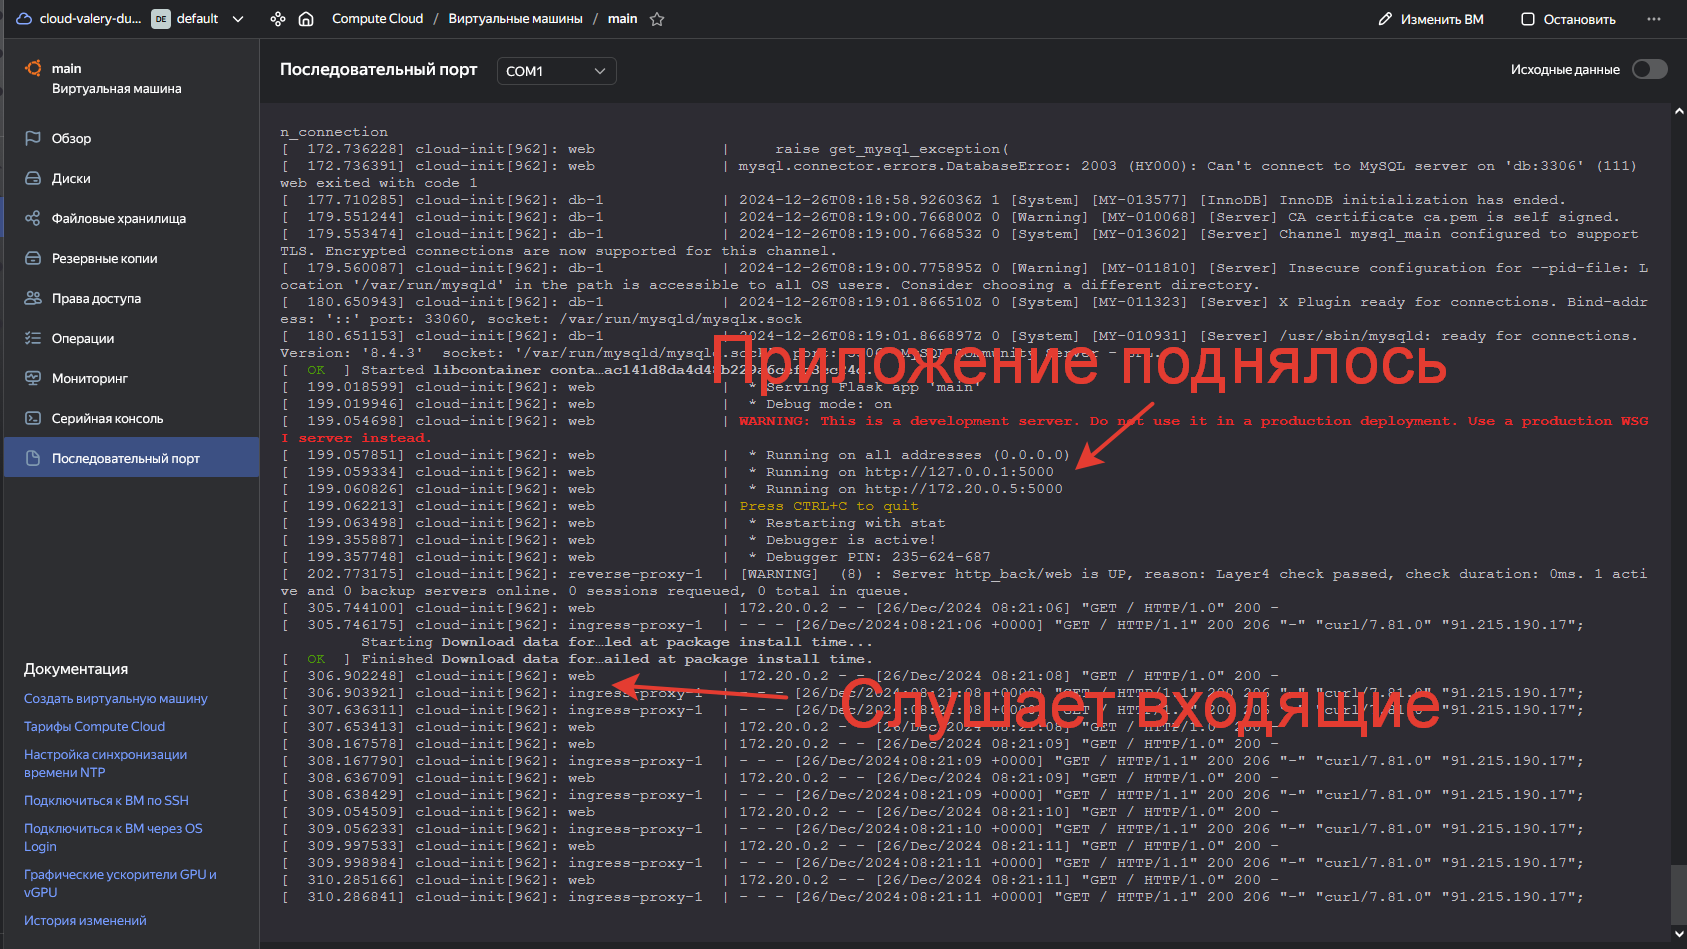 cloud-valery-du... DE default Compute Cloud / Виртуальные машины / main Изменить ВМ Остановить
main
Виртуальная машина
Обзор
Диски
Файловые хранилища
Резервные копии
Права доступа
Операции
Мониторинг
Серийная консоль
Последовательный порт
Документация
Создать виртуальную машину
Тарифы Compute Cloud
Настройка синхронизации
времени NTP
Подключиться к ВМ по SSH
Подключиться к ВМ через OS
Login
Графические ускорители GPU и
vGPU
История изменений
Последовательный порт COM1 Исходные данные
n_connection
[ 172.736228] cloud-init[962]: web | raise get_mysql_exception(
[ 172.736391] cloud-init[962]: web | mysql.connector.errors.DatabaseError: 2003 (HY000): Can't connect to MySQL server on 'db:3306' (111)
web exited with code 1
[ 177.710285] cloud-init[962]: db-1 | 2024-12-26T08:18:58.926036Z 1 [System] [MY-013577] [InnoDB] InnoDB initialization has ended.
[ 179.551244] cloud-init[962]: db-1 | 2024-12-26T08:19:00.766800Z 0 [Warning] [MY-010068] [Server] CA certificate ca.pem is self signed.
[ 179.553474] cloud-init[962]: db-1 | 2024-12-26T08:19:00.766853Z 0 [System] [MY-013602] [Server] Channel mysql_main configured to support
TLS. Encrypted connections are now supported for this channel.
[ 179.560087] cloud-init[962]: db-1 | 2024-12-26T08:19:00.775895Z 0 [Warning] [MY-011810] [Server] Insecure configuration for --pid-file: L
ocation '/var/run/mysqld' in the path is accessible to all OS users. Consider choosing a different directory.
[ 180.650943] cloud-init[962]: db-1 | 2024-12-26T08:19:01.866510Z 0 [System] [MY-011323] [Server] X Plugin ready for connections. Bind-addr
ess: '::' port: 33060, socket: /var/run/mysqld/mysqlx.sock
[ 180.651153] cloud-init[962]: db-1 | 2024-12-26T08:19:01.866897Z 0 [System] [MY-010931] [Server] /usr/sbin/mysqld: ready for connections.
Version: '8.4.3' socket: '/var/run/mysqld/mysqld.sock' port: 3306 MySQL Community Server - GPL.
Приложение поднялось
[ OK ] Started libcontainer
[ 199.018599] cloud-init[962]: web | * Serving Flask app 'main'
[ 199.019946] cloud-init[962]: web | * Debug mode: on
[ 199.054698] cloud-init[962]: web | WARNING: This is a development server. Do not use it in a production deployment. Use a production WSG
I server instead.
[ 199.057851] cloud-init[962]: web | * Running on all addresses (0.0.0.0)
[ 199.059334] cloud-init[962]: web | * Running on http://127.0.0.1:5000
[ 199.060826] cloud-init[962]: web | * Running on http://172.20.0.5:5000
[ 199.062213] cloud-init[962]: web | Press CTRL+C to quit
[ 199.063498] cloud-init[962]: web | * Restarting with stat
[ 199.355887] cloud-init[962]: web | * Debugger is active!
[ 199.357748] cloud-init[962]: web | * Debugger PIN: 235-624-687
[ 202.773175] cloud-init[962]: reverse-proxy-1 | [WARNING] (8) : Server http_back/web is UP, reason: Layer4 check passed, check duration: 0ms. 1 acti
ve and 0 backup servers online. 0 sessions requeued, 0 total in queue.
[ 305.744100] cloud-init[962]: web | 172.20.0.2 - - [26/Dec/2024 08:21:06] "GET / HTTP/1.0" 200 -
[ 305.746175] cloud-init[962]: ingress-proxy-1 | - - - [26/Dec/2024:08:21:06 +0000] "GET / HTTP/1.1" 200 206 "-" "curl/7.81.0" "91.215.190.17";
Starting Download data for…led at package install time...
[ OK ] Finished Download data for…ailed at package install time.
[ 306.902248] cloud-init[962]: web | 172.20.0.2 - - [26/Dec/2024 08:21:08] "GET / HTTP/1.0" 200 -
[ 306.903921] cloud-init[962]: ingress-proxy-1 | - - - [26/Dec/2024:08:21:08 +0000] "GET / HTTP/1.1" 200 206 "-" "curl/7.81.0" "91.215.190.17";
Слушает входящие
[ 307.636311] cloud-init[962]: ingress-proxy-1 | - - - [26/Dec/2024:08:21:08 +0000] "GET / HTTP/1.1" 200 206 "-" "curl/7.81.0" "91.215.190.17";
[ 307.653413] cloud-init[962]: web | 172.20.0.2 - - [26/Dec/2024 08:21:08] "GET / HTTP/1.0" 200 -
[ 308.167578] cloud-init[962]: web | 172.20.0.2 - - [26/Dec/2024 08:21:09] "GET / HTTP/1.0" 200 -
[ 308.167790] cloud-init[962]: ingress-proxy-1 | - - - [26/Dec/2024:08:21:09 +0000] "GET / HTTP/1.1" 200 206 "-" "curl/7.81.0" "91.215.190.17";
[ 308.636709] cloud-init[962]: web | 172.20.0.2 - - [26/Dec/2024 08:21:09] "GET / HTTP/1.0" 200 -
[ 308.638429] cloud-init[962]: ingress-proxy-1 | - - - [26/Dec/2024:08:21:09 +0000] "GET / HTTP/1.1" 200 206 "-" "curl/7.81.0" "91.215.190.17";
[ 309.054509] cloud-init[962]: web | 172.20.0.2 - - [26/Dec/2024 08:21:10] "GET / HTTP/1.0" 200 -
[ 309.056233] cloud-init[962]: ingress-proxy-1 | - - - [26/Dec/2024:08:21:10 +0000] "GET / HTTP/1.1" 200 206 "-" "curl/7.81.0" "91.215.190.17";
[ 309.997533] cloud-init[962]: web | 172.20.0.2 - - [26/Dec/2024 08:21:11] "GET / HTTP/1.0" 200 -
[ 309.998984] cloud-init[962]: ingress-proxy-1 | - - - [26/Dec/2024:08:21:11 +0000] "GET / HTTP/1.1" 200 206 "-" "curl/7.81.0" "91.215.190.17";
[ 310.285166] cloud-init[962]: web | 172.20.0.2 - - [26/Dec/2024 08:21:11] "GET / HTTP/1.0" 200 -
[ 310.286841] cloud-init[962]: ingress-proxy-1 | - - - [26/Dec/2024:08:21:11 +0000] "GET / HTTP/1.1" 200 206 "-" "curl/7.81.0" "91.215.190.17";